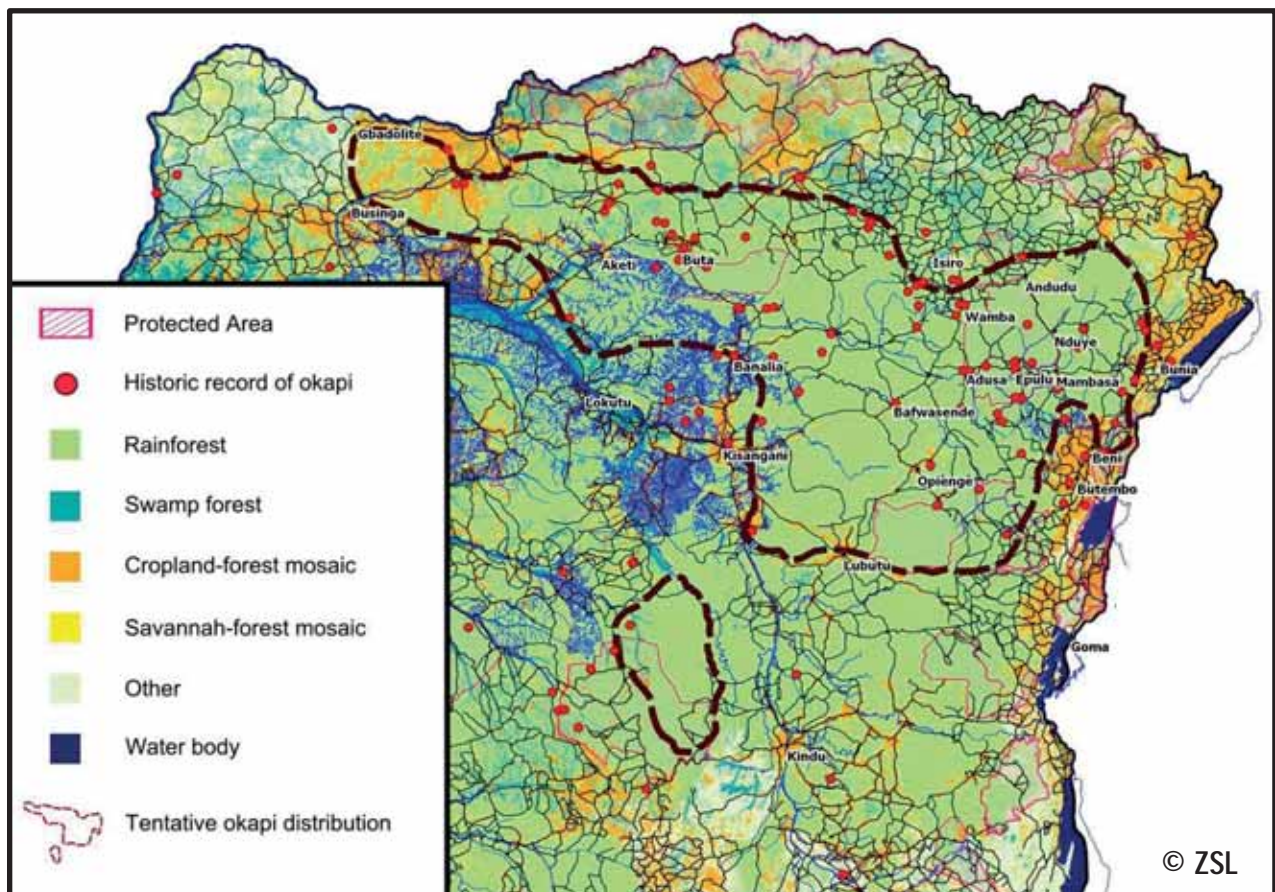 Gbadolite
Businga
Aketi
Buta
Isiro
Andudu
Wamba
Nduye
Bunia
Banalia
Adusa
Epulu
Mambasa
Lokutu
Bafwasende
Kisangani
Beni
Opienge
Butembo
Lubutu
Goma
Kindu
Protected Area
Historic record of okapi
Rainforest
Swamp forest
Cropland-forest mosaic
Savannah-forest mosaic
Other
Water body
Tentative okapi distribution
© ZSL